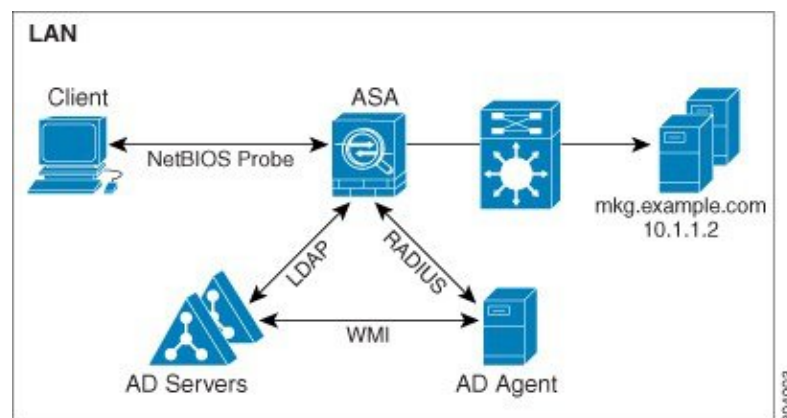 LAN
Client
ASA
NetBIOS Probe
mkg.example.com
10.1.1.2
LDAP
RADIUS
WMI
AD Servers
AD Agent